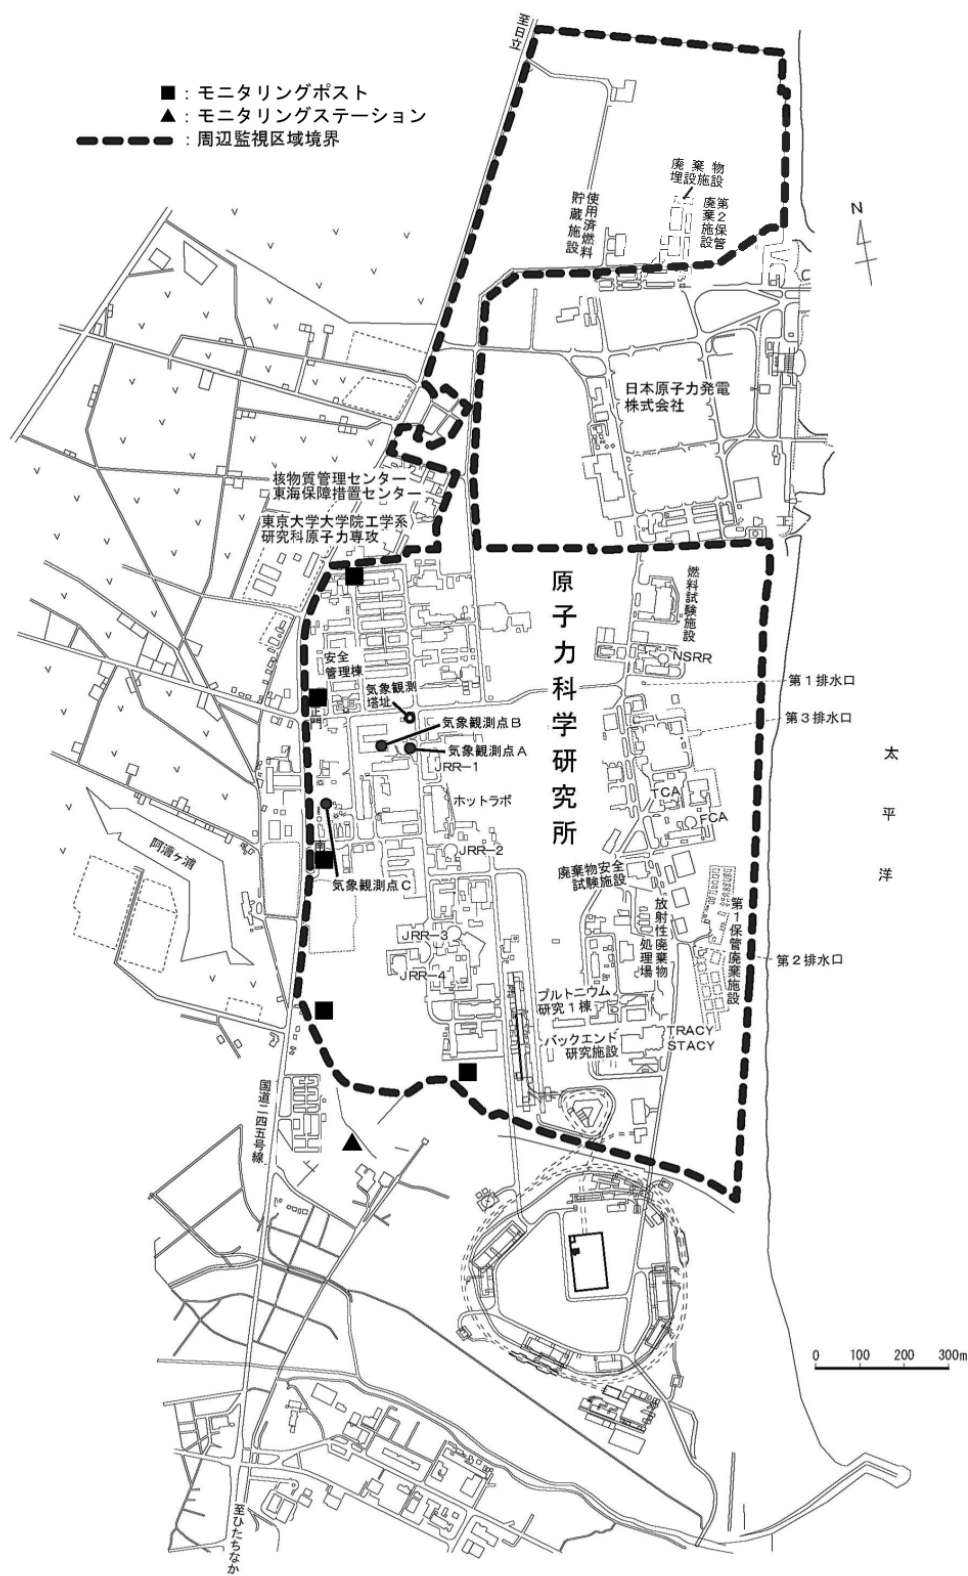 至日立
■：モニタリングポスト
▲：モニタリングステーション
：周辺監視区域境界
廃棄物
埋設施設
第2保管
廃棄施設
使用済燃料
貯蔵施設
N
日本原子力発電
株式会社
核物質管理センター
東海保障措置センター
東京大学大学院工学系
研究科原子力専攻
原子力科学研究所
燃料試験施設
NSRR
安全
管理棟
気象観測
塔址
正門
第1排水口
第3排水口
気象観測点B
気象観測点A
JRR-1
太平洋
ホットラボ
TCA
FCA
阿漕ヶ浦
南
JRR-2
気象観測点C
廃棄物安全
試験施設
放射性廃棄物
処理場
第1保管廃棄施設
JRR-3
第2排水口
JRR-4
プルトニウム
研究1棟
バックエンド
研究施設
TRACY
STACY
国道二四五号線
0 100 200 300m
至ひたちなか